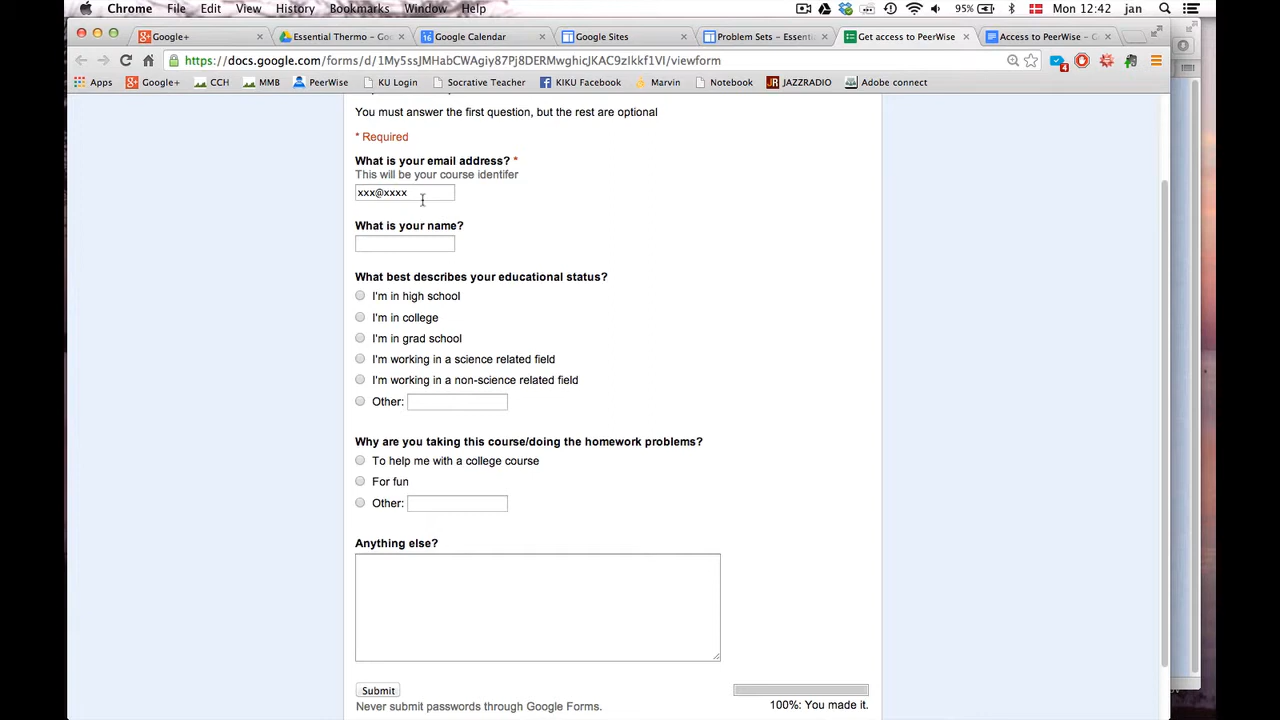 Chrome File Edit View History Bookmarks Window Help 4 95% Mon 12:42 jan
Google+ Essential Thermo - Goo 16 Google Calendar Google Sites Problem Sets – Essenti Get access to PeerWise Access to PeerWise - G
https://docs.google.com/forms/d/1My5ssJMHabCWAgiy87Pj8DERMwghicJKAC9zIkkf1VI/viewform
Apps Google+ CCH MMB PeerWise KU Login Socrative teacher KIKU Facebook Marvin Notebook JR JAZZRADIO Adobe connect
You must answer the first question, but the rest are optional
* Required
What is your email address? *
This will be your course identifer
xxx@xxxx
What is your name?
What best describes your educational status?
I'm in high school
I'm in college
I'm in grad school
I'm working in a science related field
I'm working in a non-science related field
Other:
Why are you taking this course/doing the homework problems?
To help me with a college course
For fun
Other:
Anything else?
Submit
Never submit passwords through Google Forms.
100%: You made it.